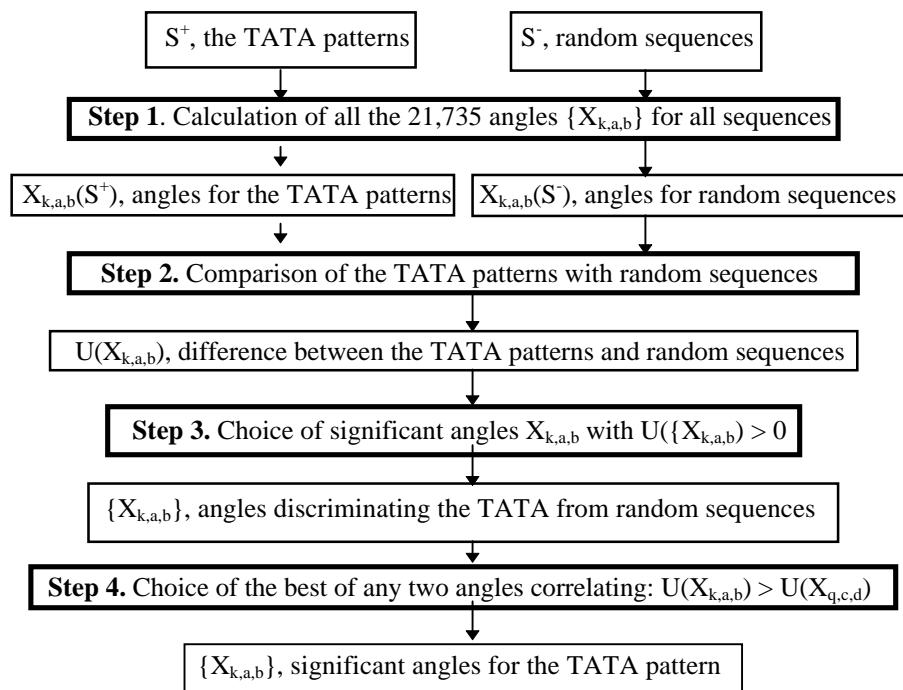 S⁺, the TATA patterns
S⁻, random sequences
Step 1. Calculation of all the 21,735 angles {Xₖ,ₐ,b} for all sequences
Xₖ,ₐ,b(S⁺), angles for the TATA patterns
Xₖ,ₐ,b(S⁻), angles for random sequences
Step 2. Comparison of the TATA patterns with random sequences
U(Xₖ,ₐ,b), difference between the TATA patterns and random sequences
Step 3. Choice of significant angles Xₖ,ₐ,b with U({Xₖ,ₐ,b) > 0
{Xₖ,ₐ,b}, angles discriminating the TATA from random sequences
Step 4. Choice of the best of any two angles correlating: U(Xₖ,ₐ,b) > U(X_q,c,d)
{Xₖ,ₐ,b}, significant angles for the TATA pattern